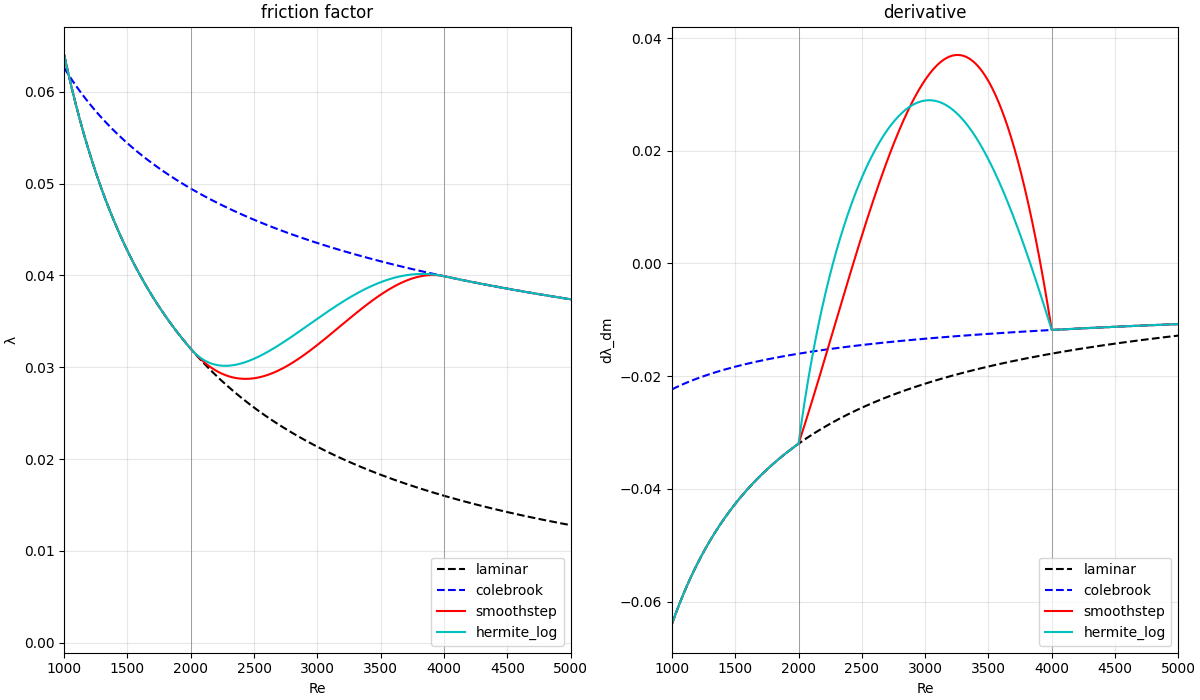 friction factor
λ
0.06
0.05
0.04
0.03
0.02
0.01
0.00
1000 1500 2000 2500 3000 3500 4000 4500 5000
Re
laminar
colebrook
smoothstep
hermite_log
derivative
dλ_dm
0.04
0.02
0.00
−0.02
−0.04
−0.06
1000 1500 2000 2500 3000 3500 4000 4500 5000
Re
laminar
colebrook
smoothstep
hermite_log